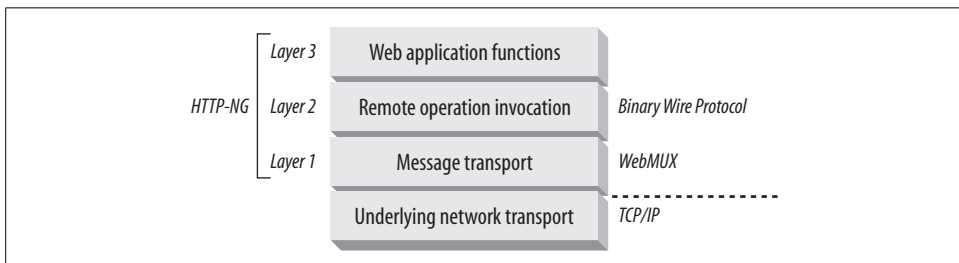 Layer 3 Web application functions
HTTP-NG Layer 2 Remote operation invocation Binary Wire Protocol
Layer 1 Message transport WebMUX
Underlying network transport TCP/IP